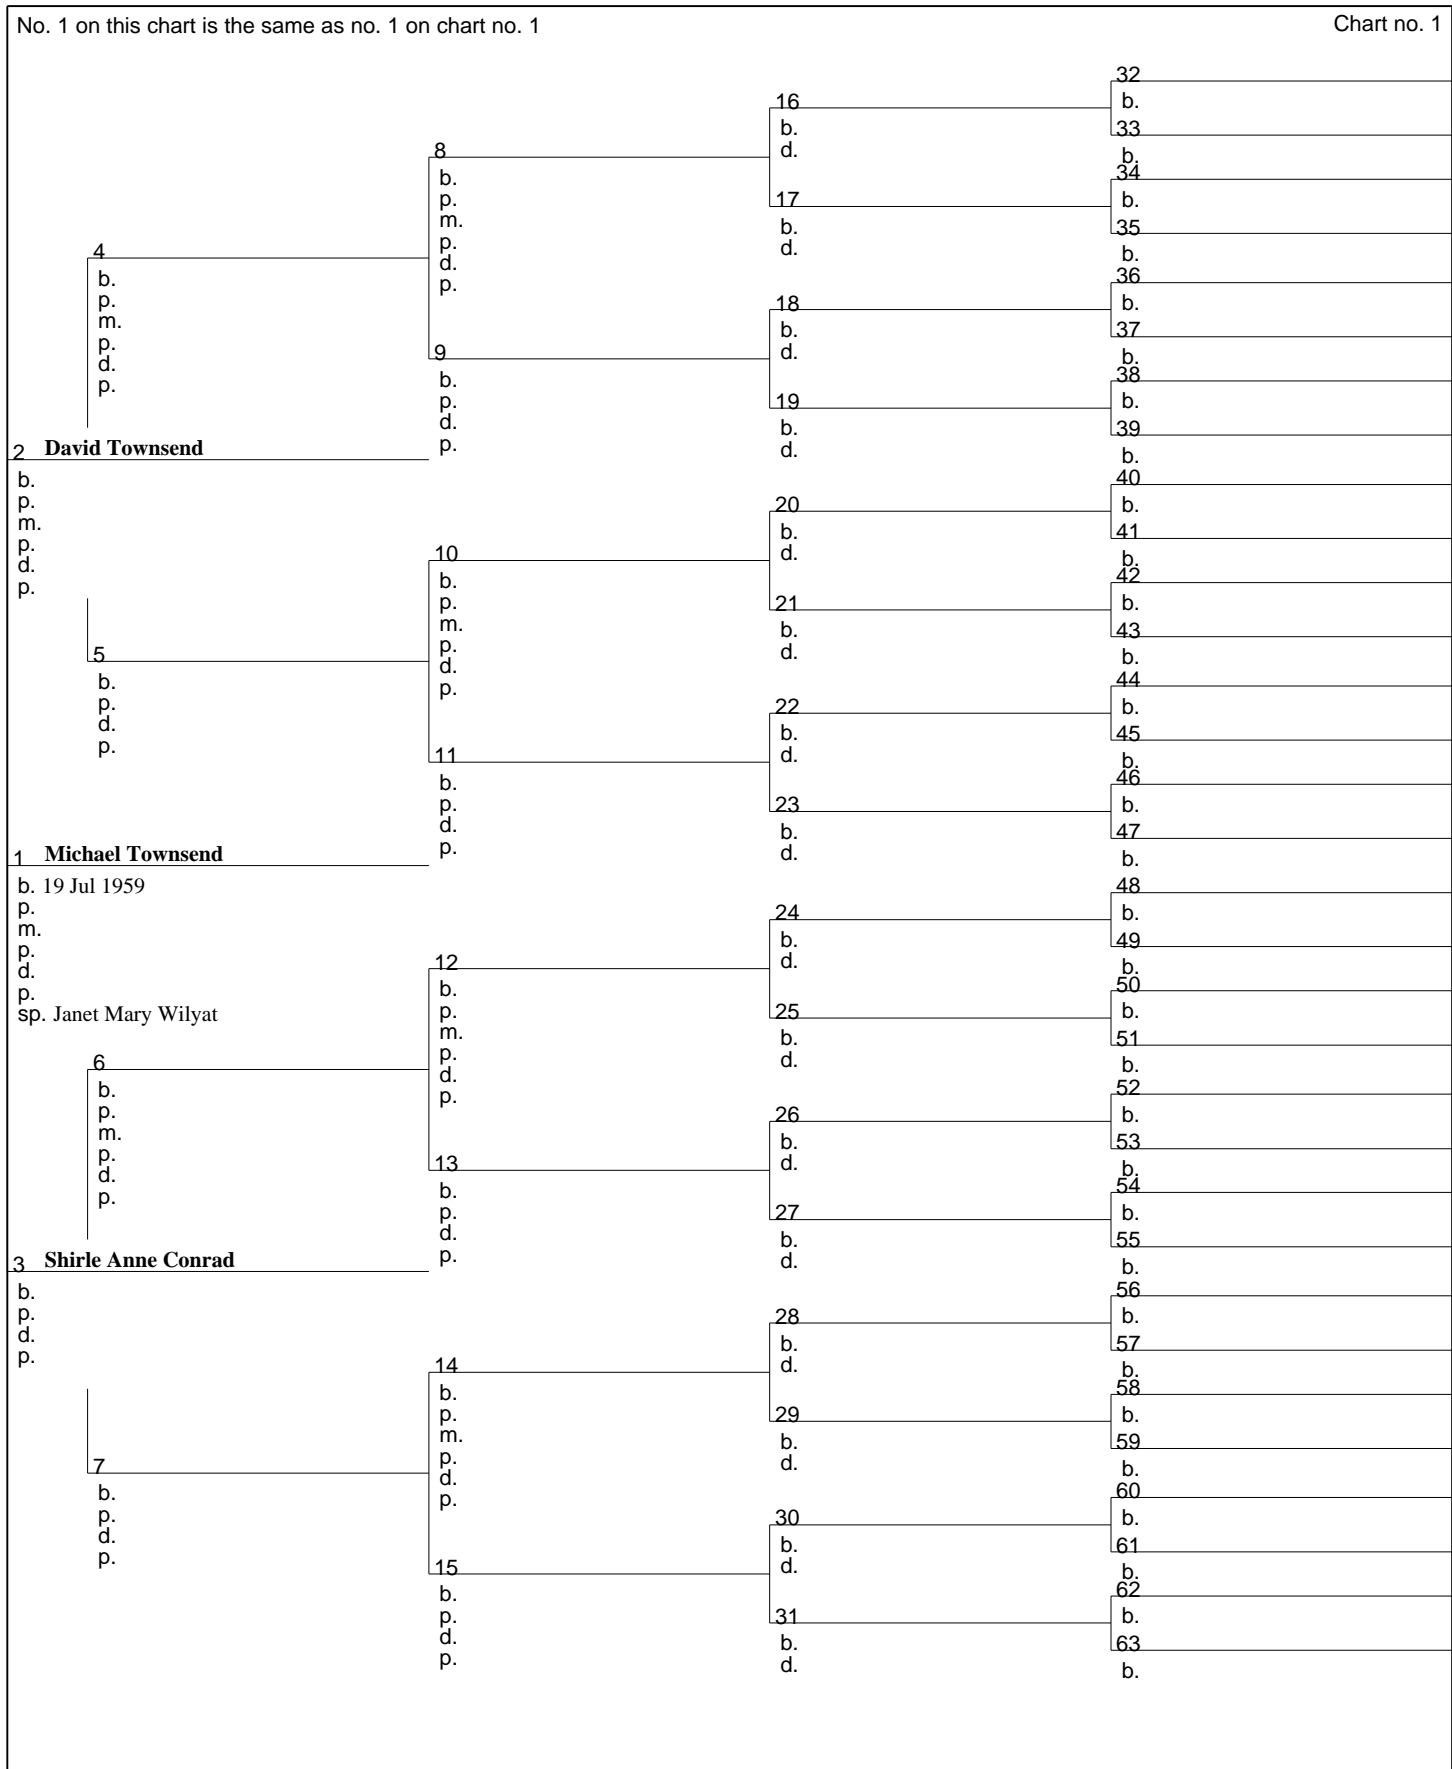 No. 1 on this chart is the same as no. 1 on chart no. 1
Chart no. 1
2 David Townsend
b.
p.
m.
p.
d.
p.
1 Michael Townsend
b. 19 Jul 1959
p.
m.
p.
d.
p.
sp. Janet Mary Wilyat
3 Shirle Anne Conrad
b.
p.
d.
p.
4
b.
p.
m.
p.
d.
p.
5
b.
p.
d.
p.
6
b.
p.
m.
p.
d.
p.
7
b.
p.
d.
p.
8
b.
p.
m.
p.
d.
p.
9
b.
p.
d.
p.
10
b.
p.
m.
p.
d.
p.
11
b.
p.
d.
p.
12
b.
p.
m.
p.
d.
p.
13
b.
p.
d.
p.
14
b.
p.
m.
p.
d.
p.
15
b.
p.
d.
p.
16
b.
d.
17
b.
d.
18
b.
d.
19
b.
d.
20
b.
d.
21
b.
d.
22
b.
d.
23
b.
d.
24
b.
d.
25
b.
d.
26
b.
d.
27
b.
d.
28
b.
d.
29
b.
d.
30
b.
d.
31
b.
d.
32
b.
33
b.
34
b.
35
b.
36
b.
37
b.
38
b.
39
b.
40
b.
41
b.
42
b.
43
b.
44
b.
45
b.
46
b.
47
b.
48
b.
49
b.
50
b.
51
b.
52
b.
53
b.
54
b.
55
b.
56
b.
57
b.
58
b.
59
b.
60
b.
61
b.
62
b.
63
b.